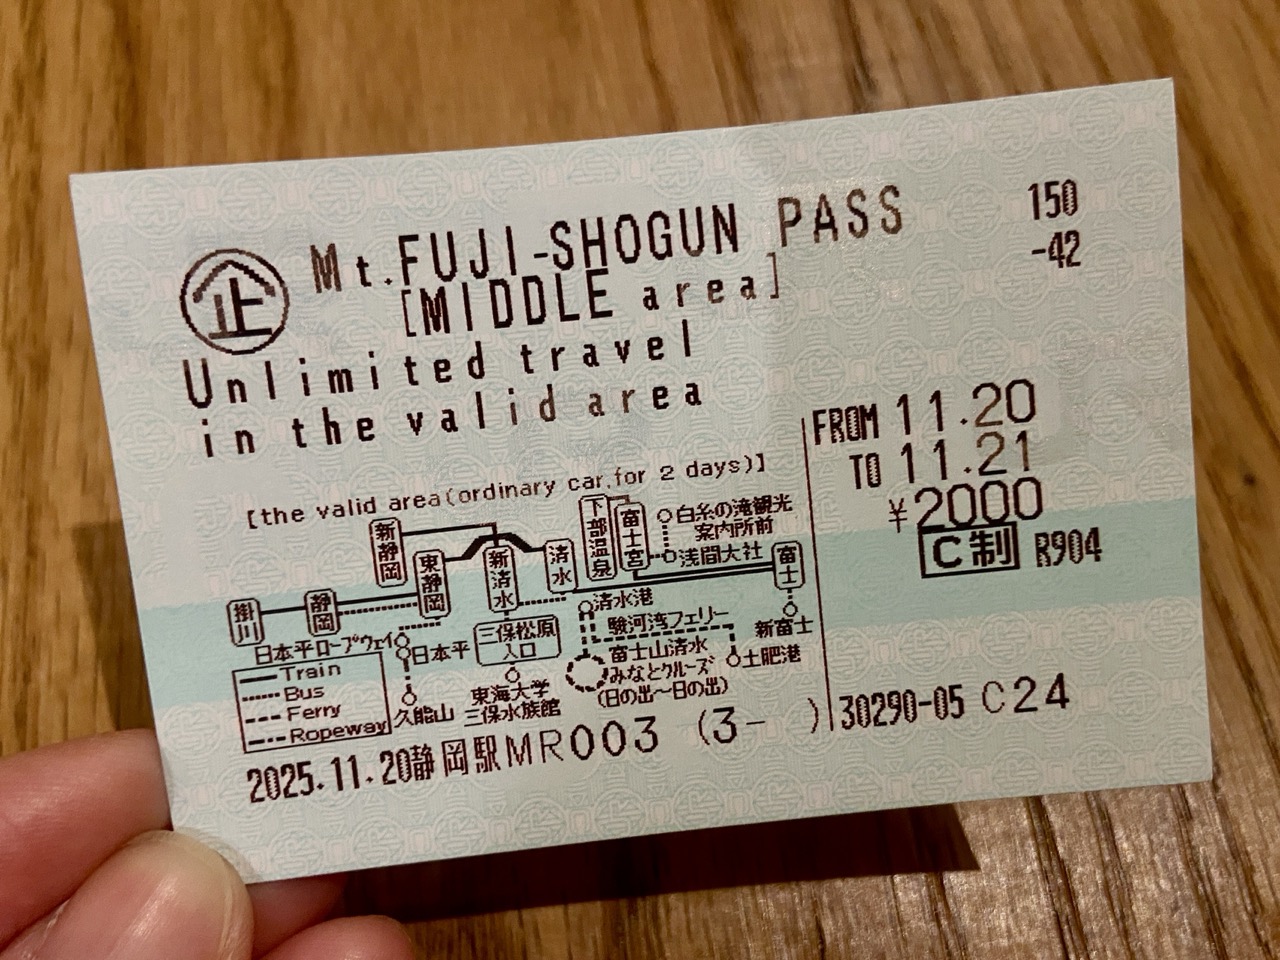 企 Mt.FUJI-SHOGUN PASS
[MIDDLE area]
Unlimited travel
in the valid area
150
-42
FROM 11.20
TO 11.21
¥2000
C制 R904
[the valid area(ordinary car.for 2 days)]
新静岡
東静岡
新清水
清水
下部温泉
富士宮
白糸の滝観光
案内所前
浅間大社
富士
掛川
静岡
清水港
新富士
駿河湾フェリー
日本平ロープウェイ
日本平
三保松原
入口
富士山清水
みなとクルーズ
(日の出～日の出)
土肥港
久能山
東海大学
三保水族館
Train
Bus
Ferry
Ropeway
2025.11.20静岡駅MR003 (3- )
30290-05 C24